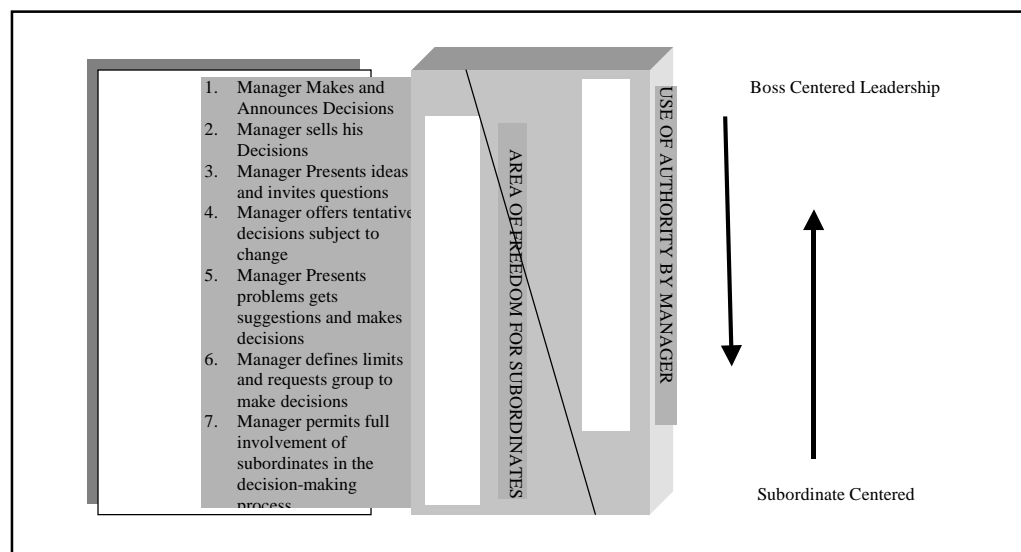 1. Manager Makes and
Announces Decisions
2. Manager sells his
Decisions
3. Manager Presents ideas
and invites questions
4. Manager offers tentative
decisions subject to
change
5. Manager Presents
problems gets
suggestions and makes
decisions
6. Manager defines limits
and requests group to
make decisions
7. Manager permits full
involvement of
subordinates in the
decision-making
process
AREA OF FREEDOM FOR SUBORDINATES
USE OF AUTHORITY BY MANAGER
Boss Centered Leadership
Subordinate Centered